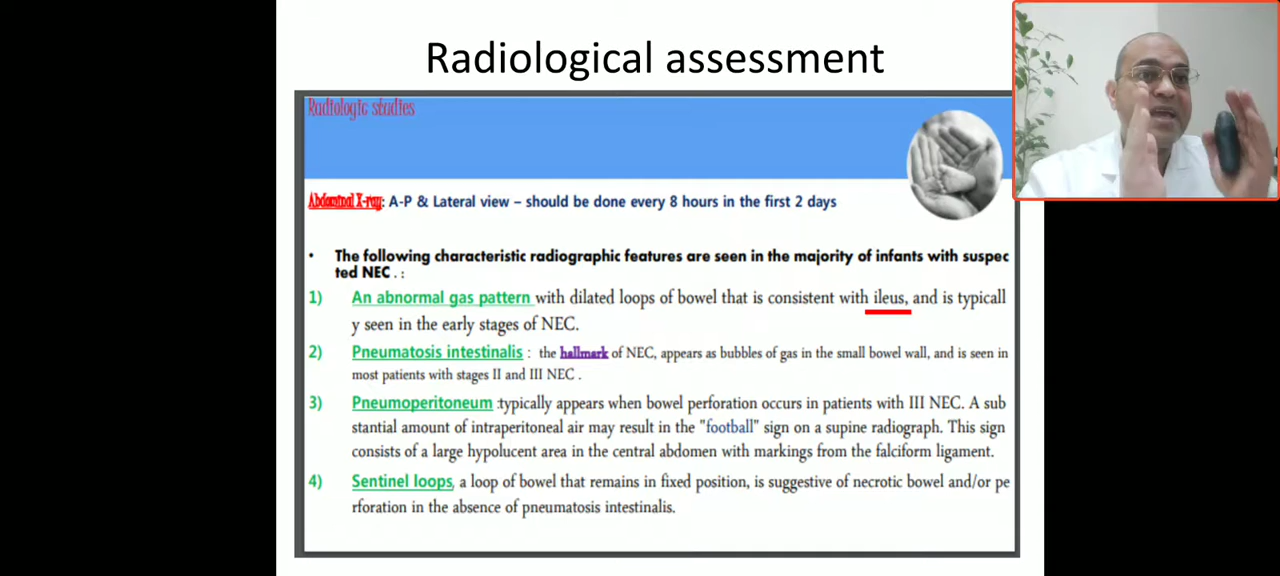 Radiological assessment
Radiologic studies
Abdominal X-ray: A-P & Lateral view – should be done every 8 hours in the first 2 days
• The following characteristic radiographic features are seen in the majority of infants with suspec
ted NEC . :
1) An abnormal gas pattern with dilated loops of bowel that is consistent with ileus, and is typicall
y seen in the early stages of NEC.
2) Pneumatosis intestinalis : the hallmark of NEC, appears as bubbles of gas in the small bowel wall, and is seen in
most patients with stages II and III NEC .
3) Pneumoperitoneum :typically appears when bowel perforation occurs in patients with III NEC. A sub
stantial amount of intraperitoneal air may result in the "football" sign on a supine radiograph. This sign
consists of a large hypolucent area in the central abdomen with markings from the falciform ligament.
4) Sentinel loops, a loop of bowel that remains in fixed position, is suggestive of necrotic bowel and/or pe
rforation in the absence of pneumatosis intestinalis.